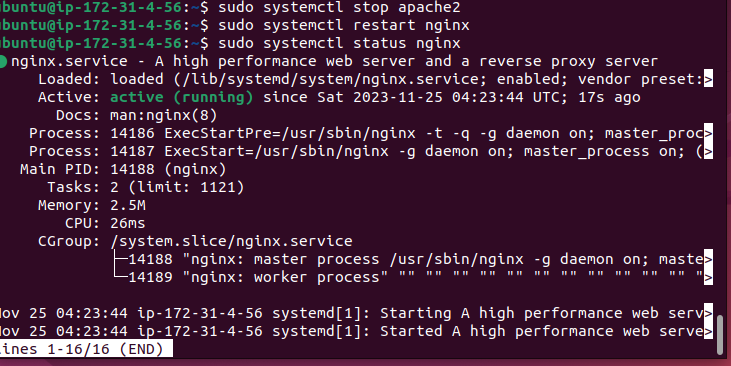 ubuntu@ip-172-31-4-56:~$ sudo systemctl stop apache2
ubuntu@ip-172-31-4-56:~$ sudo systemctl restart nginx
ubuntu@ip-172-31-4-56:~$ sudo systemctl status nginx
● nginx.service - A high performance web server and a reverse proxy server
Loaded: loaded (/lib/systemd/system/nginx.service; enabled; vendor preset:>
Active: active (running) since Sat 2023-11-25 04:23:44 UTC; 17s ago
Docs: man:nginx(8)
Process: 14186 ExecStartPre=/usr/sbin/nginx -t -q -g daemon on; master_proc>
Process: 14187 ExecStart=/usr/sbin/nginx -g daemon on; master_process on; (>
Main PID: 14188 (nginx)
Tasks: 2 (limit: 1121)
Memory: 2.5M
CPU: 26ms
CGroup: /system.slice/nginx.service
├─14188 "nginx: master process /usr/sbin/nginx -g daemon on; maste>
└─14189 "nginx: worker process" "" "" "" "" "" "" "" "" "" "" "" ">

Nov 25 04:23:44 ip-172-31-4-56 systemd[1]: Starting A high performance web serv>
Nov 25 04:23:44 ip-172-31-4-56 systemd[1]: Started A high performance web serve>
lines 1-16/16 (END)